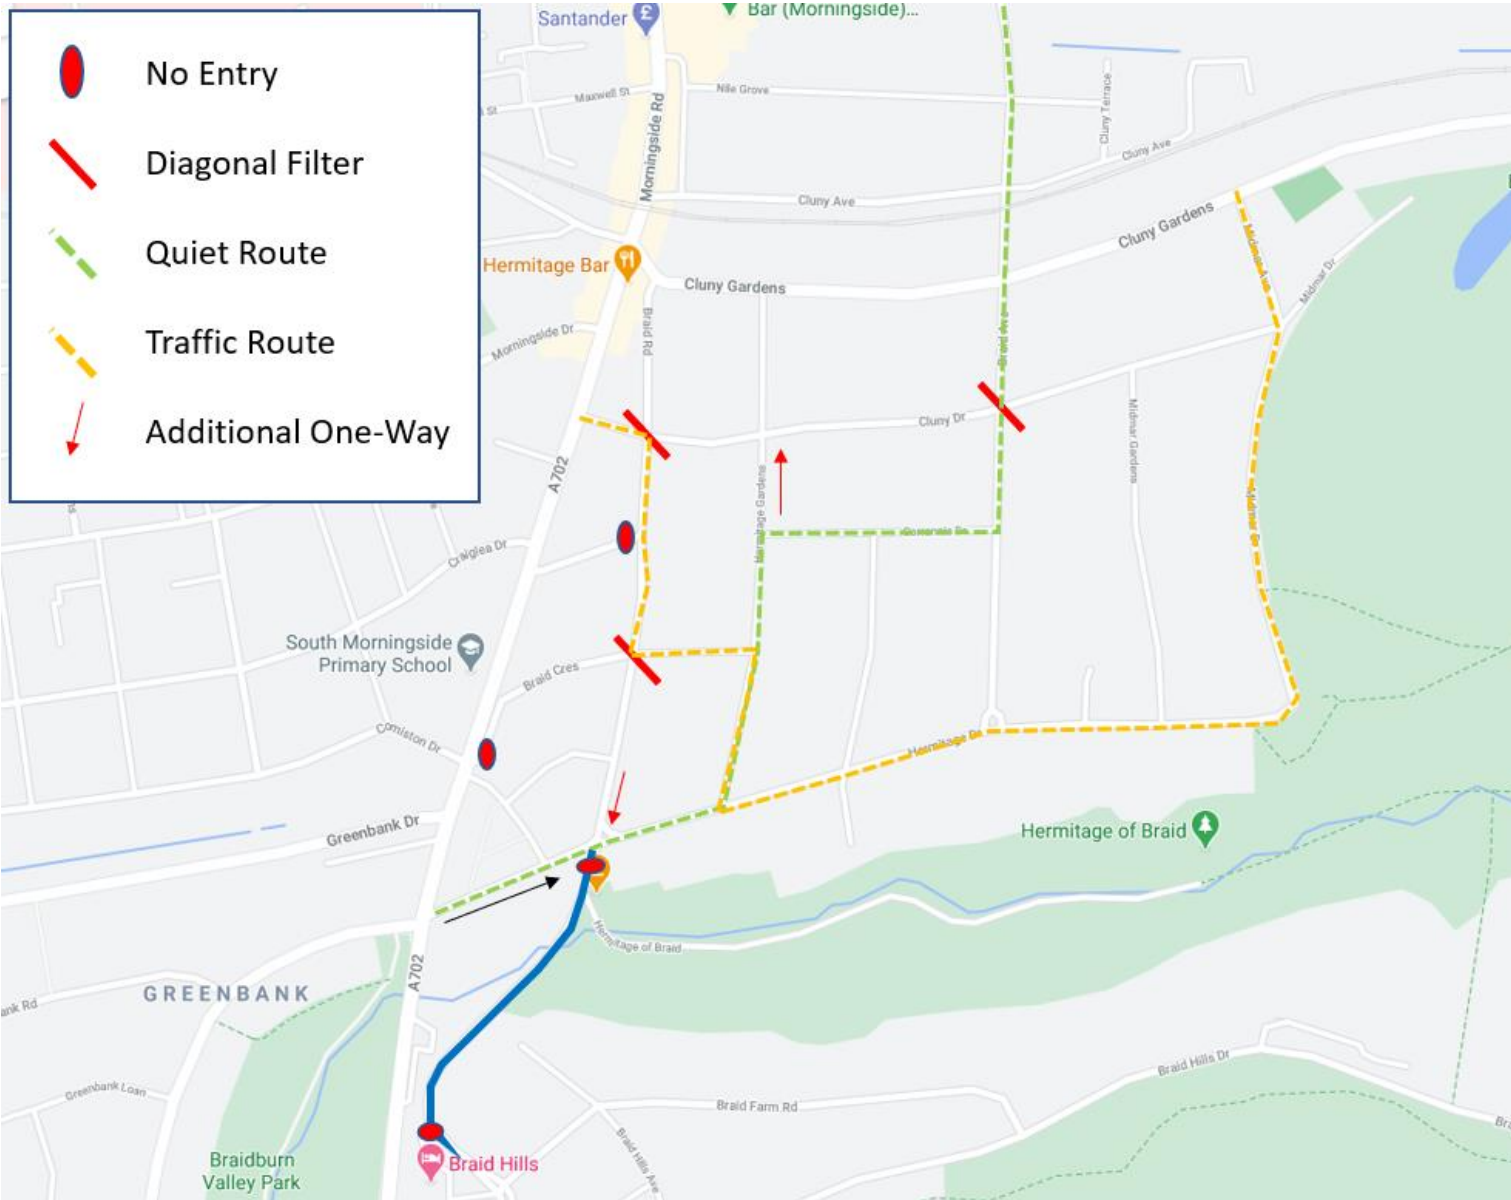 No Entry
Diagonal Filter
Quiet Route
Traffic Route
Additional One-Way
Santander
£
Bar (Morningside)...
Maxwell St
Nile Grove
Morningside Rd
Cluny Terrace
Cluny Ave
Cluny Ave
Cluny Gardens
Hermitage Bar
Cluny Gardens
Midmar Ave
Midmar Dr
Morningside Dr
Braid Rd
Braid Ave
Cluny Dr
Midmar Gardens
A702
Hermitage Gardens
Midmar Dr
Craiglea Dr
South Morningside
Primary School
Braid Cres
Comiston Dr
Hermitage Dr
Greenbank Dr
Hermitage of Braid
Hermitage of Braid
A702
GREENBANK
ank Rd
Greenbank Loan
Braid Hills Dr
Braid Farm Rd
Braid Hills Ave
Braidburn
Valley Park
Braid Hills